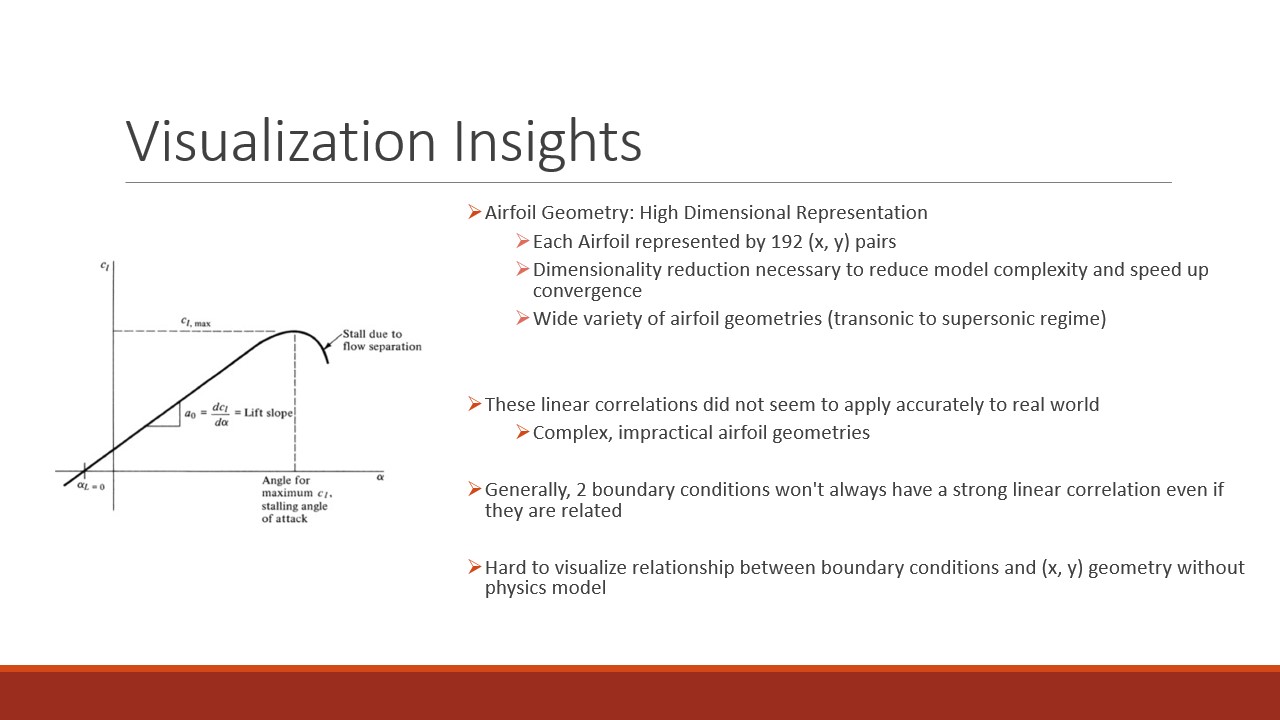 Visualization Insights
c_l
c_l, max
Stall due to
flow separation
a_0 = dc_l/dα = Lift slope
α_L = 0
α
Angle for
maximum c_l,
stalling angle
of attack
Airfoil Geometry: High Dimensional Representation
Each Airfoil represented by 192 (x, y) pairs
Dimensionality reduction necessary to reduce model complexity and speed up
convergence
Wide variety of airfoil geometries (transonic to supersonic regime)
These linear correlations did not seem to apply accurately to real world
Complex, impractical airfoil geometries
Generally, 2 boundary conditions won't always have a strong linear correlation even if
they are related
Hard to visualize relationship between boundary conditions and (x, y) geometry without
physics model